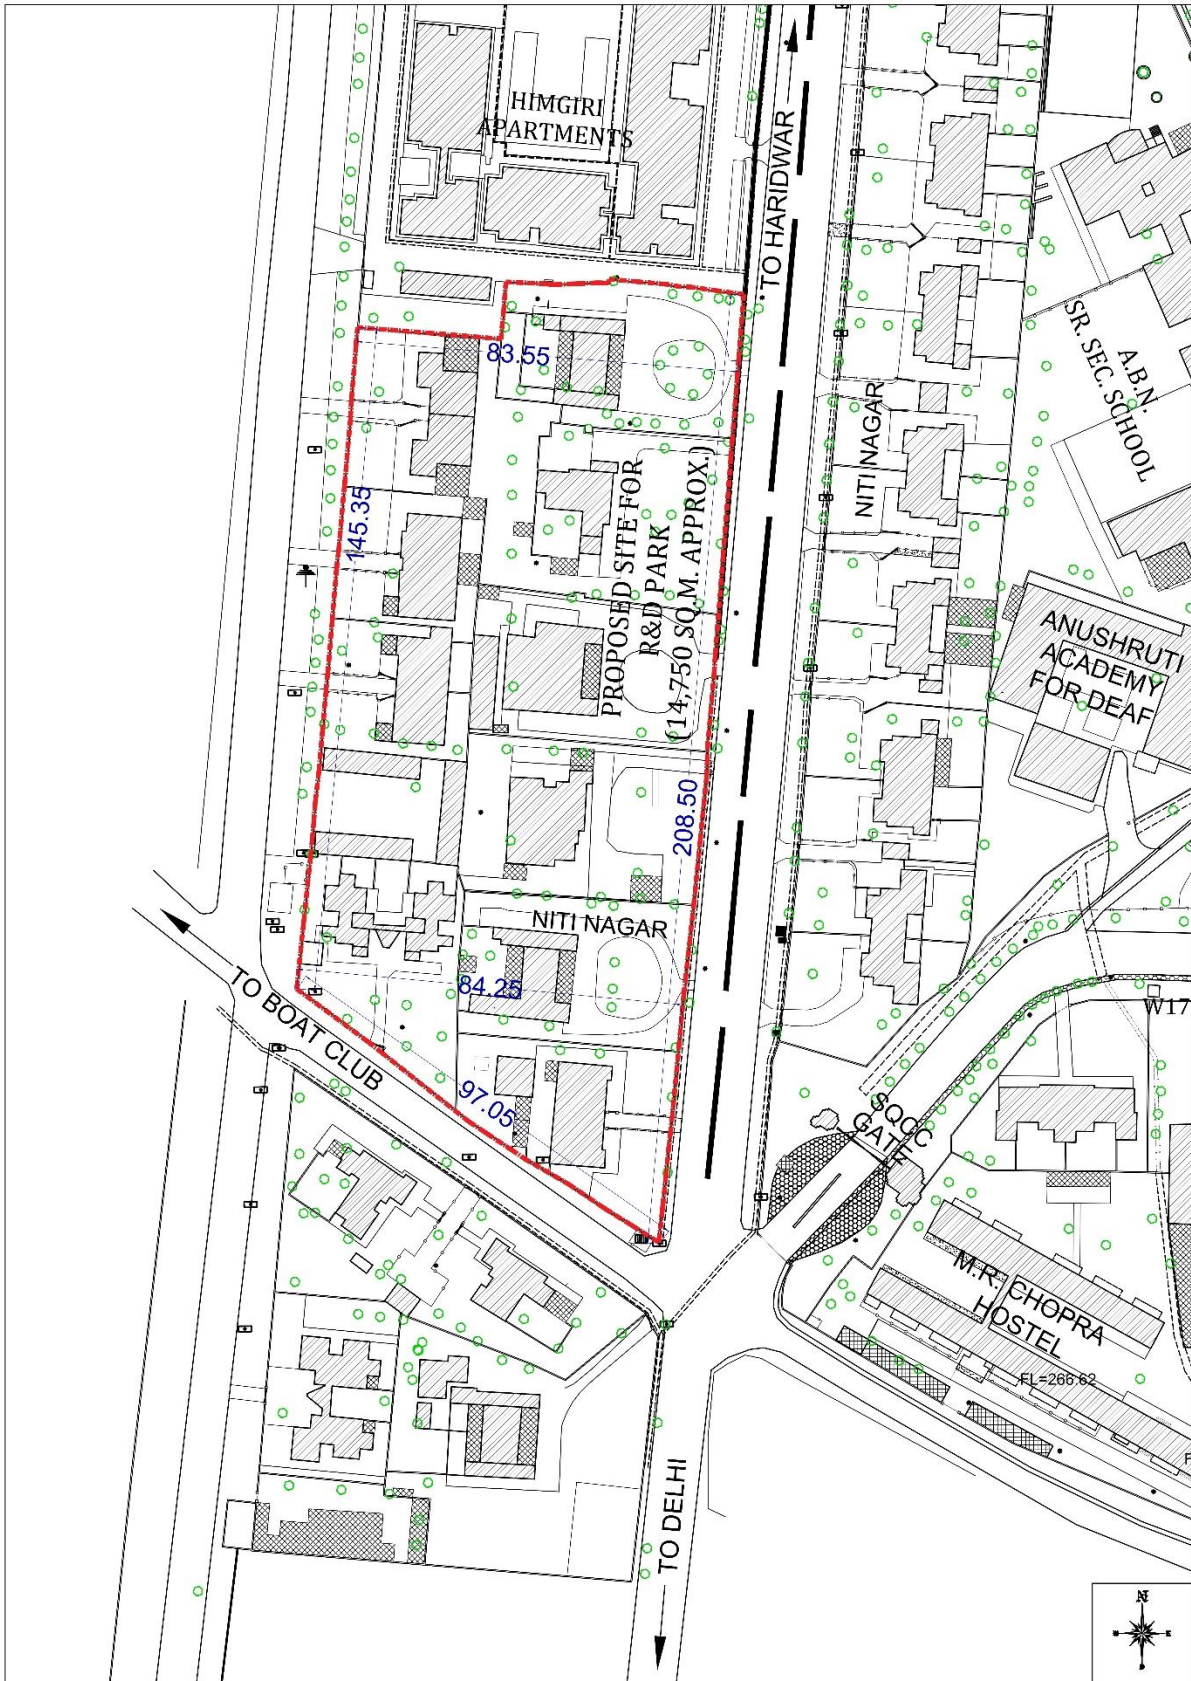 HIMGIRI
APARTMENTS
TO HARIDWAR
83.55
NITI NAGAR
A.B.N.
SR. SEC. SCHOOL
145.35
PROPOSED SITE FOR
R&D PARK
(14,750 SQ.M. APPROX.)
ANUSHRUTI
ACADEMY
FOR DEAF
208.50
NITI NAGAR
TO BOAT CLUB
84.25
W17
97.05
SQCC
GATE
M.R. CHOPRA
HOSTEL
FL=266.62
TO DELHI
N